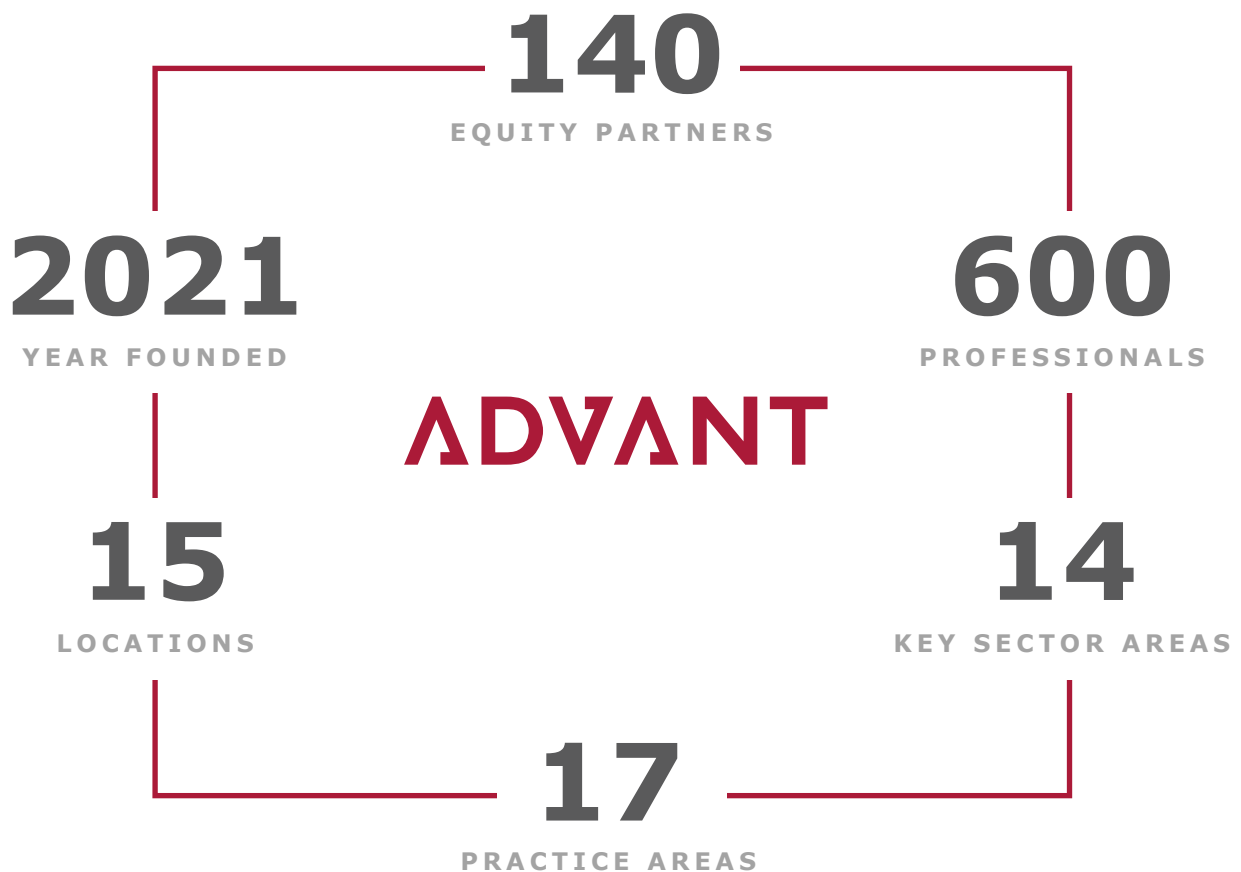 140
EQUITY PARTNERS
2021
YEAR FOUNDED
600
PROFESSIONALS
ADVANT
15
LOCATIONS
14
KEY SECTOR AREAS
17
PRACTICE AREAS